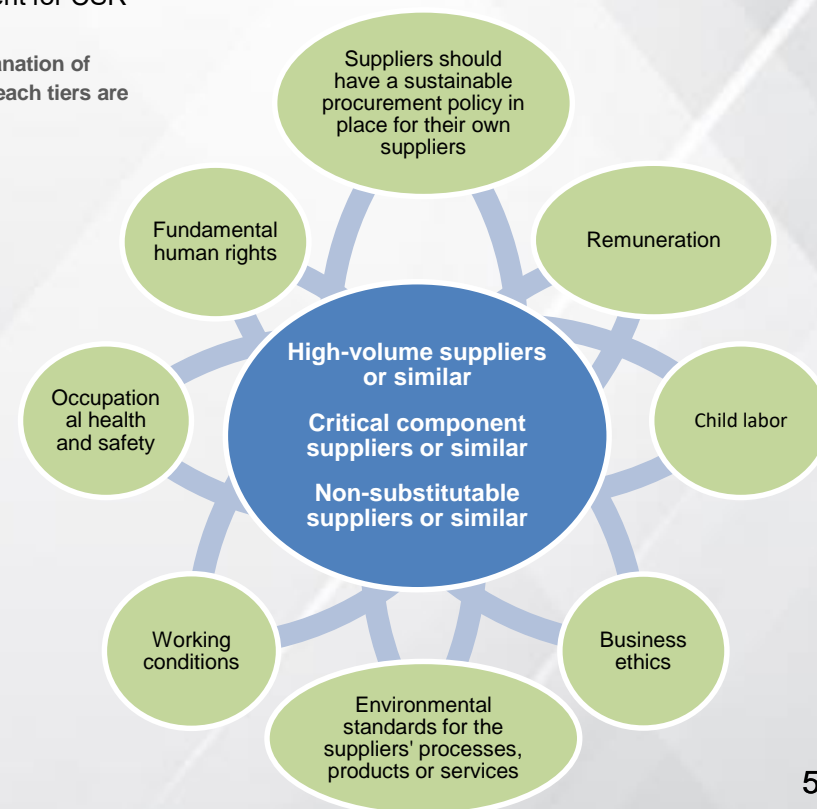 ent for CSR
anation of
each tiers are
Suppliers should
have a sustainable
procurement policy in
place for their own
suppliers
Fundamental
human rights
Remuneration
High-volume suppliers
or similar
Critical component
suppliers or similar
Non-substitutable
suppliers or similar
Occupation
al health
and safety
Child labor
Working
conditions
Business
ethics
Environmental
standards for the
suppliers' processes,
products or services
5